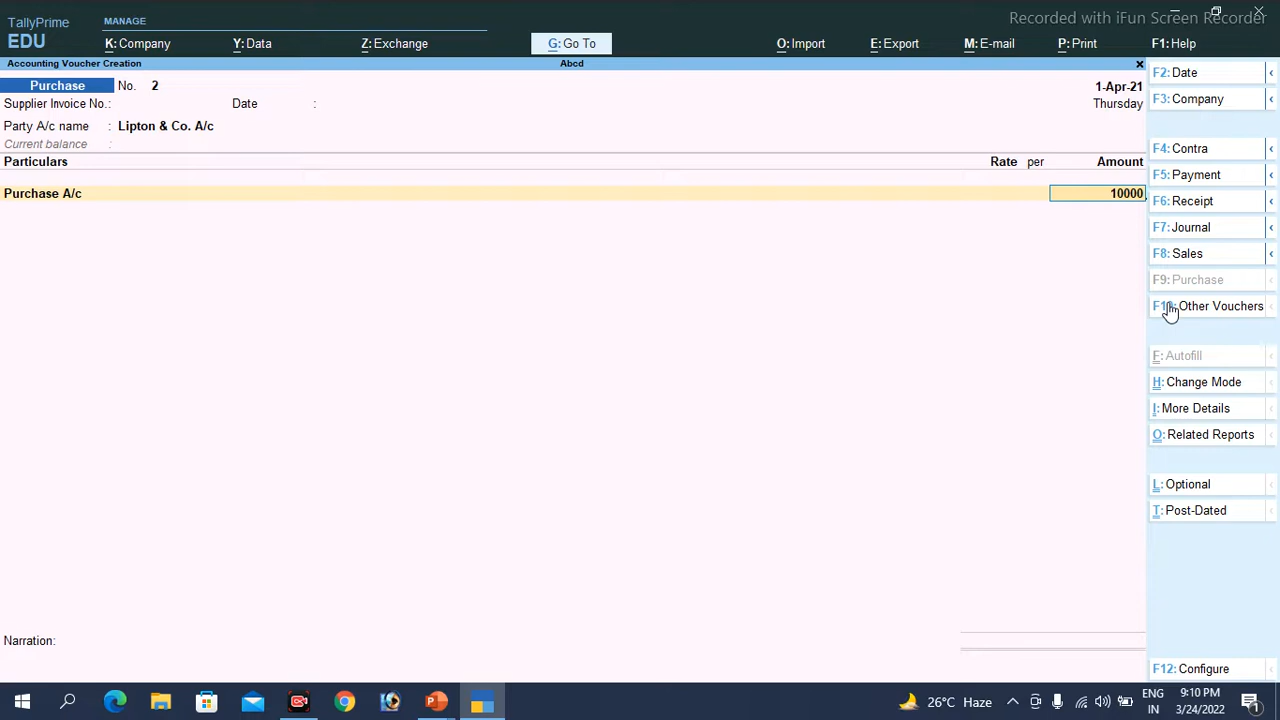 Recorded with iFun Screen Recorder
TallyPrime
EDU
MANAGE
K: Company
Y: Data
Z: Exchange
G: Go To
O: Import
E: Export
M: E-mail
P: Print
F1: Help
Accounting Voucher Creation
Abcd
Purchase
No. 2
1-Apr-21
Supplier Invoice No.:
Date :
Thursday
Party A/c name : Lipton & Co. A/c
Current balance :
Particulars
Rate per
Amount
Purchase A/c
10000
Narration:
F2: Date
F3: Company
F4: Contra
F5: Payment
F6: Receipt
F7: Journal
F8: Sales
F9: Purchase
F10: Other Vouchers
F: Autofill
H: Change Mode
I: More Details
O: Related Reports
L: Optional
T: Post-Dated
F12: Configure
26°C Haze
ENG
IN
9:10 PM
3/24/2022
1